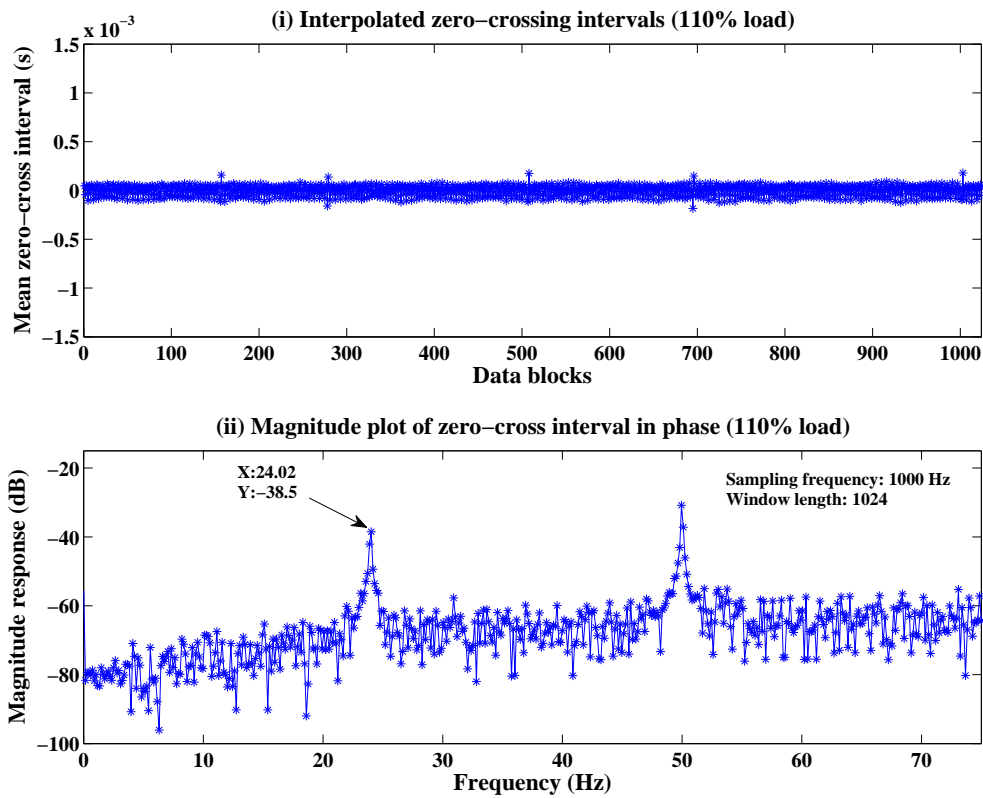 (i) Interpolated zero−crossing intervals (110% load)
x 10−3
1.5
1
0.5
0
−0.5
−1
−1.5
Mean zero−cross interval (s)
0 100 200 300 400 500 600 700 800 900 1000
Data blocks
(ii) Magnitude plot of zero−cross interval in phase (110% load)
−20
−40
−60
−80
−100
Magnitude response (dB)
X:24.02
Y:−38.5
Sampling frequency: 1000 Hz
Window length: 1024
0 10 20 30 40 50 60 70
Frequency (Hz)